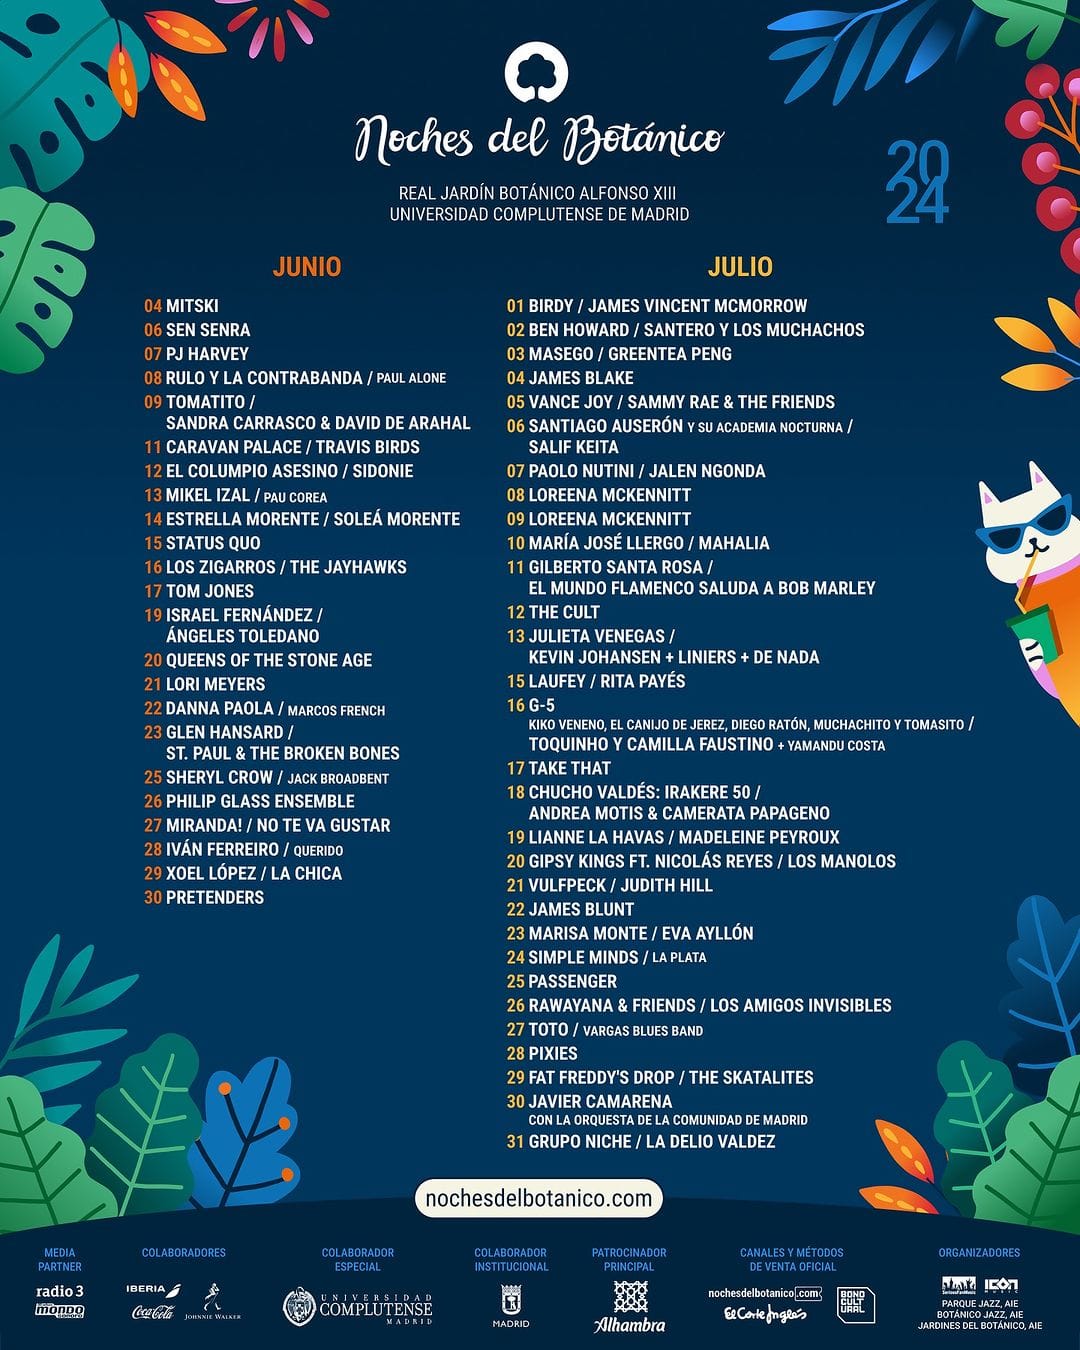 Noches del Botánico
REAL JARDÍN BOTÁNICO ALFONSO XIII
UNIVERSIDAD COMPLUTENSE DE MADRID
20
24
JUNIO
04 MITSKI
06 SEN SENRA
07 PJ HARVEY
08 RULO Y LA CONTRABANDA / PAUL ALONE
09 TOMATITO /
SANDRA CARRASCO & DAVID DE ARAHAL
11 CARAVAN PALACE / TRAVIS BIRDS
12 EL COLUMPIO ASESINO / SIDONIE
13 MIKEL IZAL / PAU COREA
14 ESTRELLA MORENTE / SOLEÁ MORENTE
15 STATUS QUO
16 LOS ZIGARROS / THE JAYHAWKS
17 TOM JONES
19 ISRAEL FERNÁNDEZ /
ÁNGELES TOLEDANO
20 QUEENS OF THE STONE AGE
21 LORI MEYERS
22 DANNA PAOLA / MARCOS FRENCH
23 GLEN HANSARD /
ST. PAUL & THE BROKEN BONES
25 SHERYL CROW / JACK BROADBENT
26 PHILIP GLASS ENSEMBLE
27 MIRANDA! / NO TE VA GUSTAR
28 IVÁN FERREIRO / QUERIDO
29 XOEL LÓPEZ / LA CHICA
30 PRETENDERS
JULIO
01 BIRDY / JAMES VINCENT MCMORROW
02 BEN HOWARD / SANTERO Y LOS MUCHACHOS
03 MASEGO / GREENTEA PENG
04 JAMES BLAKE
05 VANCE JOY / SAMMY RAE & THE FRIENDS
06 SANTIAGO AUSERÓN Y SU ACADEMIA NOCTURNA /
SALIF KEITA
07 PAOLO NUTINI / JALEN NGONDA
08 LOREENA MCKENNITT
09 LOREENA MCKENNITT
10 MARÍA JOSÉ LLERGO / MAHALIA
11 GILBERTO SANTA ROSA /
EL MUNDO FLAMENCO SALUDA A BOB MARLEY
12 THE CULT
13 JULIETA VENEGAS /
KEVIN JOHANSEN + LINIERS + DE NADA
15 LAUFEY / RITA PAYÉS
16 G-5
KIKO VENENO, EL CANIJO DE JEREZ, DIEGO RATÓN, MUCHACHITO Y TOMASITO /
TOQUINHO Y CAMILLA FAUSTINO + YAMANDU COSTA
17 TAKE THAT
18 CHUCHO VALDÉS: IRAKERE 50 /
ANDREA MOTIS & CAMERATA PAPAGENO
19 LIANNE LA HAVAS / MADELEINE PEYROUX
20 GIPSY KINGS FT. NICOLÁS REYES / LOS MANOLOS
21 VULFPECK / JUDITH HILL
22 JAMES BLUNT
23 MARISA MONTE / EVA AYLLÓN
24 SIMPLE MINDS / LA PLATA
25 PASSENGER
26 RAWAYANA & FRIENDS / LOS AMIGOS INVISIBLES
27 TOTO / VARGAS BLUES BAND
28 PIXIES
29 FAT FREDDY'S DROP / THE SKATALITES
30 JAVIER CAMARENA
CON LA ORQUESTA DE LA COMUNIDAD DE MADRID
31 GRUPO NICHE / LA DELIO VALDEZ
nochesdelbotanico.com
MEDIA
PARTNER
radio 3
mondo
COLABORADORES
IBERIA
Coca-Cola
JOHNNIE WALKER
COLABORADOR
ESPECIAL
UNIVERSIDAD
COMPLUTENSE
MADRID
COLABORADOR
INSTITUCIONAL
MADRID
PATROCINADOR
PRINCIPAL
Alhambra
CANALES Y MÉTODOS
DE VENTA OFICIAL
nochesdelbotanico.com
El Corte Inglés
BONO
CULT
URAL
ORGANIZADORES
SeriousFanMusic
ICON
MUSIC
PARQUE JAZZ, AIE
BOTÁNICO JAZZ, AIE
JARDINES DEL BOTÁNICO, AIE